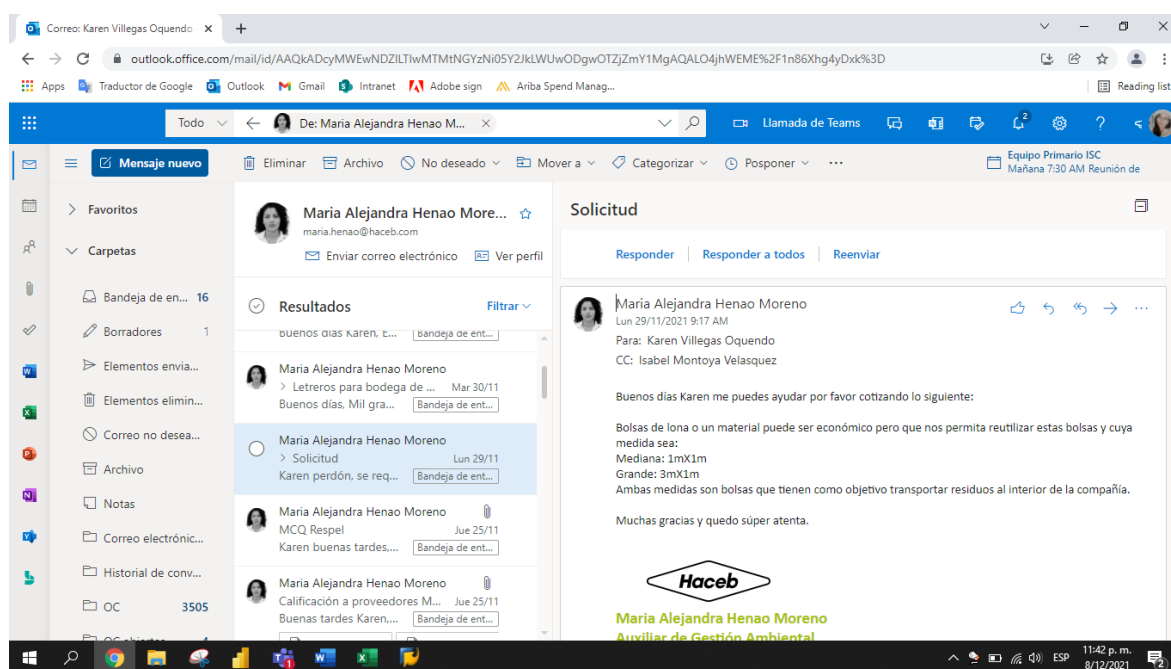 Correo: Karen Villegas Oquendo
outlook.office.com/mail/id/AAQkADcyMWEwNDZILTIwMTMtNGYzNi05Y2JkLWUwODgwOTZjZmY1MgAQALO4jhWEME%2F1n86Xhg4yDxk%3D
Apps Traductor de Google Outlook Gmail Intranet Adobe sign Ariba Spend Manag... Reading list
Todo De: Maria Alejandra Henao M... Llamada de Teams 2
Mensaje nuevo Eliminar Archivo No deseado Mover a Categorizar Posponer ...
Equipo Primario ISC
Mañana 7:30 AM Reunión de
Favoritos
Carpetas
Bandeja de en... 16
Borradores 1
Elementos envia...
Elementos elimin...
Correo no desea...
Archivo
Notas
Correo electrónic...
Historial de conv...
OC 3505
OC abiertas 4
Maria Alejandra Henao More...
maria.henao@haceb.com
Enviar correo electrónico Ver perfil
Resultados Filtrar
Buenos días Karen, E... Bandeja de ent...
Maria Alejandra Henao Moreno
> Letreros para bodega de ... Mar 30/11
Buenos días, Mil gra... Bandeja de ent...
Maria Alejandra Henao Moreno
> Solicitud Lun 29/11
Karen perdón, se req... Bandeja de ent...
Maria Alejandra Henao Moreno
MCQ Respel Jue 25/11
Karen buenas tardes,... Bandeja de ent...
Maria Alejandra Henao Moreno
Calificación a proveedores M... Jue 25/11
Buenas tardes Karen,... Bandeja de ent...
Solicitud
Responder Responder a todos Reenviar
Maria Alejandra Henao Moreno
Lun 29/11/2021 9:17 AM
Para: Karen Villegas Oquendo
CC: Isabel Montoya Velasquez
Buenos días Karen me puedes ayudar por favor cotizando lo siguiente:
Bolsas de lona o un material puede ser económico pero que nos permita reutilizar estas bolsas y cuya
medida sea:
Mediana: 1mX1m
Grande: 3mX1m
Ambas medidas son bolsas que tienen como objetivo transportar residuos al interior de la compañía.
Muchas gracias y quedo súper atenta.
Haceb
Maria Alejandra Henao Moreno
Auxiliar de Gestión Ambiental
ESP
11:42 p. m.
8/12/2021